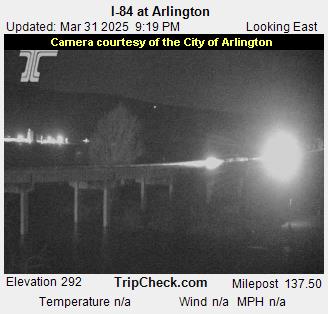 I-84 at Arlington
Updated: Mar 31 2025 9:19 PM Looking East
Camera courtesy of the City of Arlington
Elevation 292 TripCheck.com Milepost 137.50
Temperature n/a Wind n/a MPH n/a